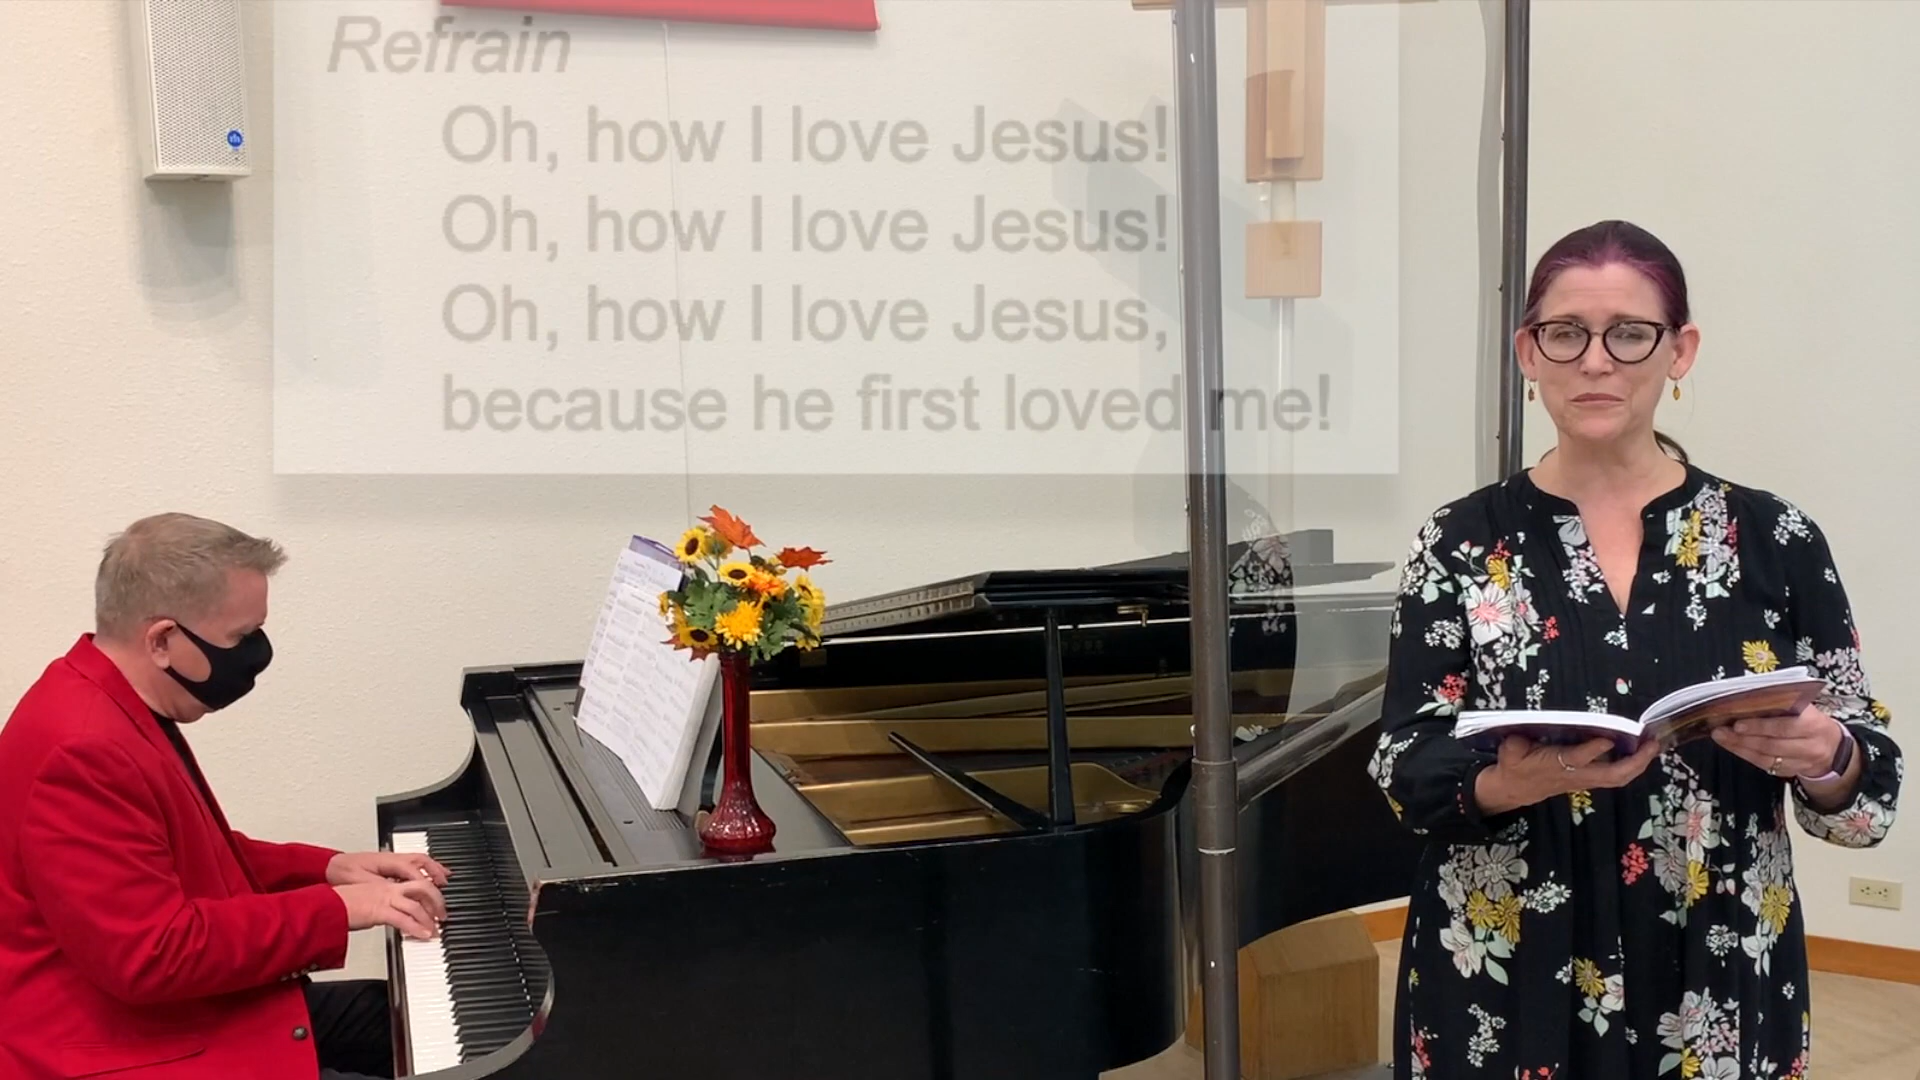 Refrain
Oh, how I love Jesus!
Oh, how I love Jesus!
Oh, how I love Jesus,
because he first loved me!